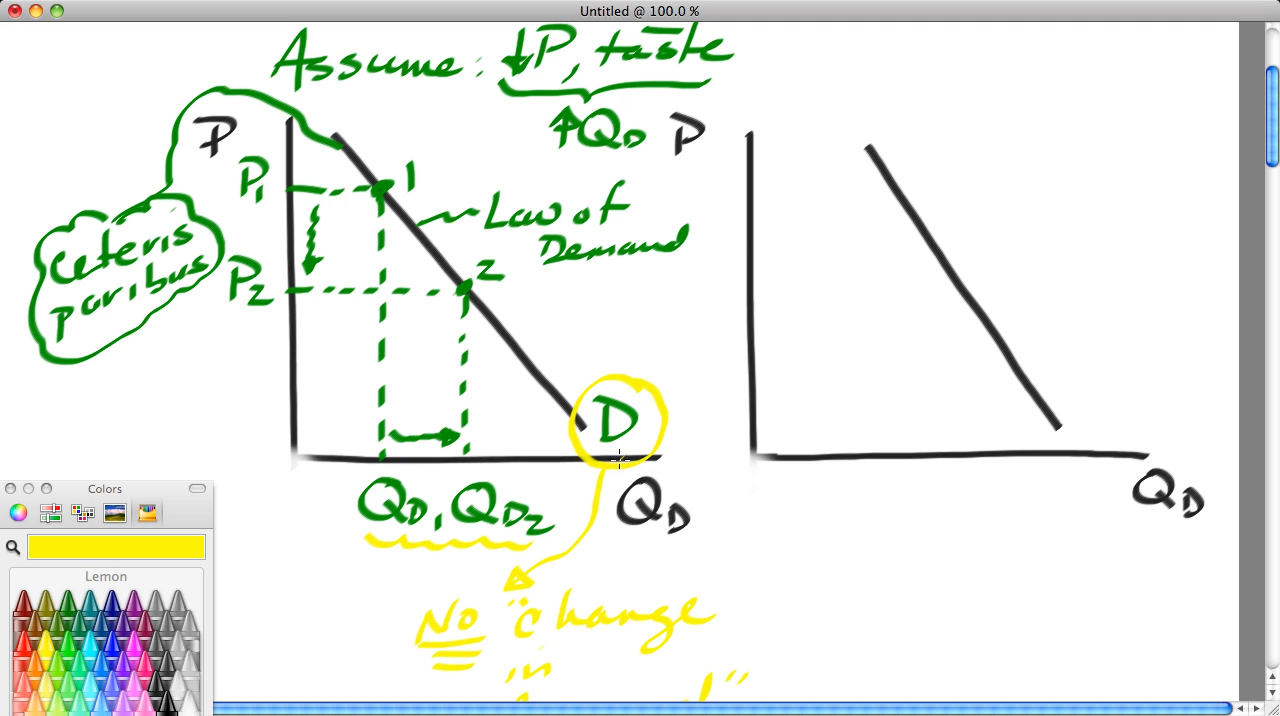 Untitled @ 100.0 %
Assume: ↓P, taste
↑QD
P
P1
1
Law of
Demand
Ceteris
paribus
P2
2
D
QD1 QD2
QD
No "change
in
P
QD
Colors
Lemon